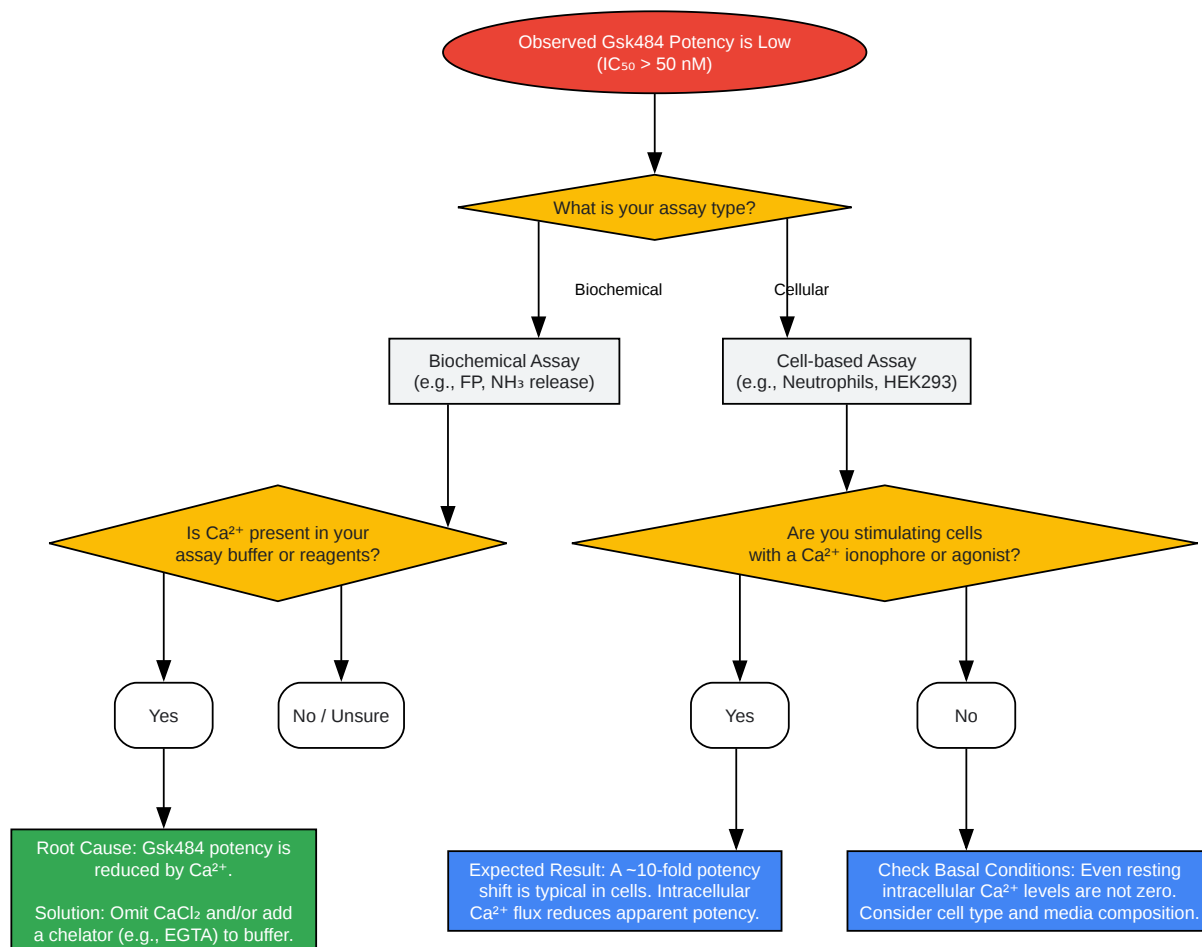 Observed Gsk484 Potency is Low
(IC₅₀ > 50 nM)
What is your assay type?
Biochemical
Cellular
Biochemical Assay
(e.g., FP, NH₃ release)
Cell-based Assay
(e.g., Neutrophils, HEK293)
Is Ca²⁺ present in your
assay buffer or reagents?
Are you stimulating cells
with a Ca²⁺ ionophore or agonist?
Yes
No / Unsure
Yes
No
Root Cause: Gsk484 potency is
reduced by Ca²⁺.
Solution: Omit CaCl₂ and/or add
a chelator (e.g., EGTA) to buffer.
Expected Result: A ~10-fold potency
shift is typical in cells. Intracellular
Ca²⁺ flux reduces apparent potency.
Check Basal Conditions: Even resting
intracellular Ca²⁺ levels are not zero.
Consider cell type and media composition.